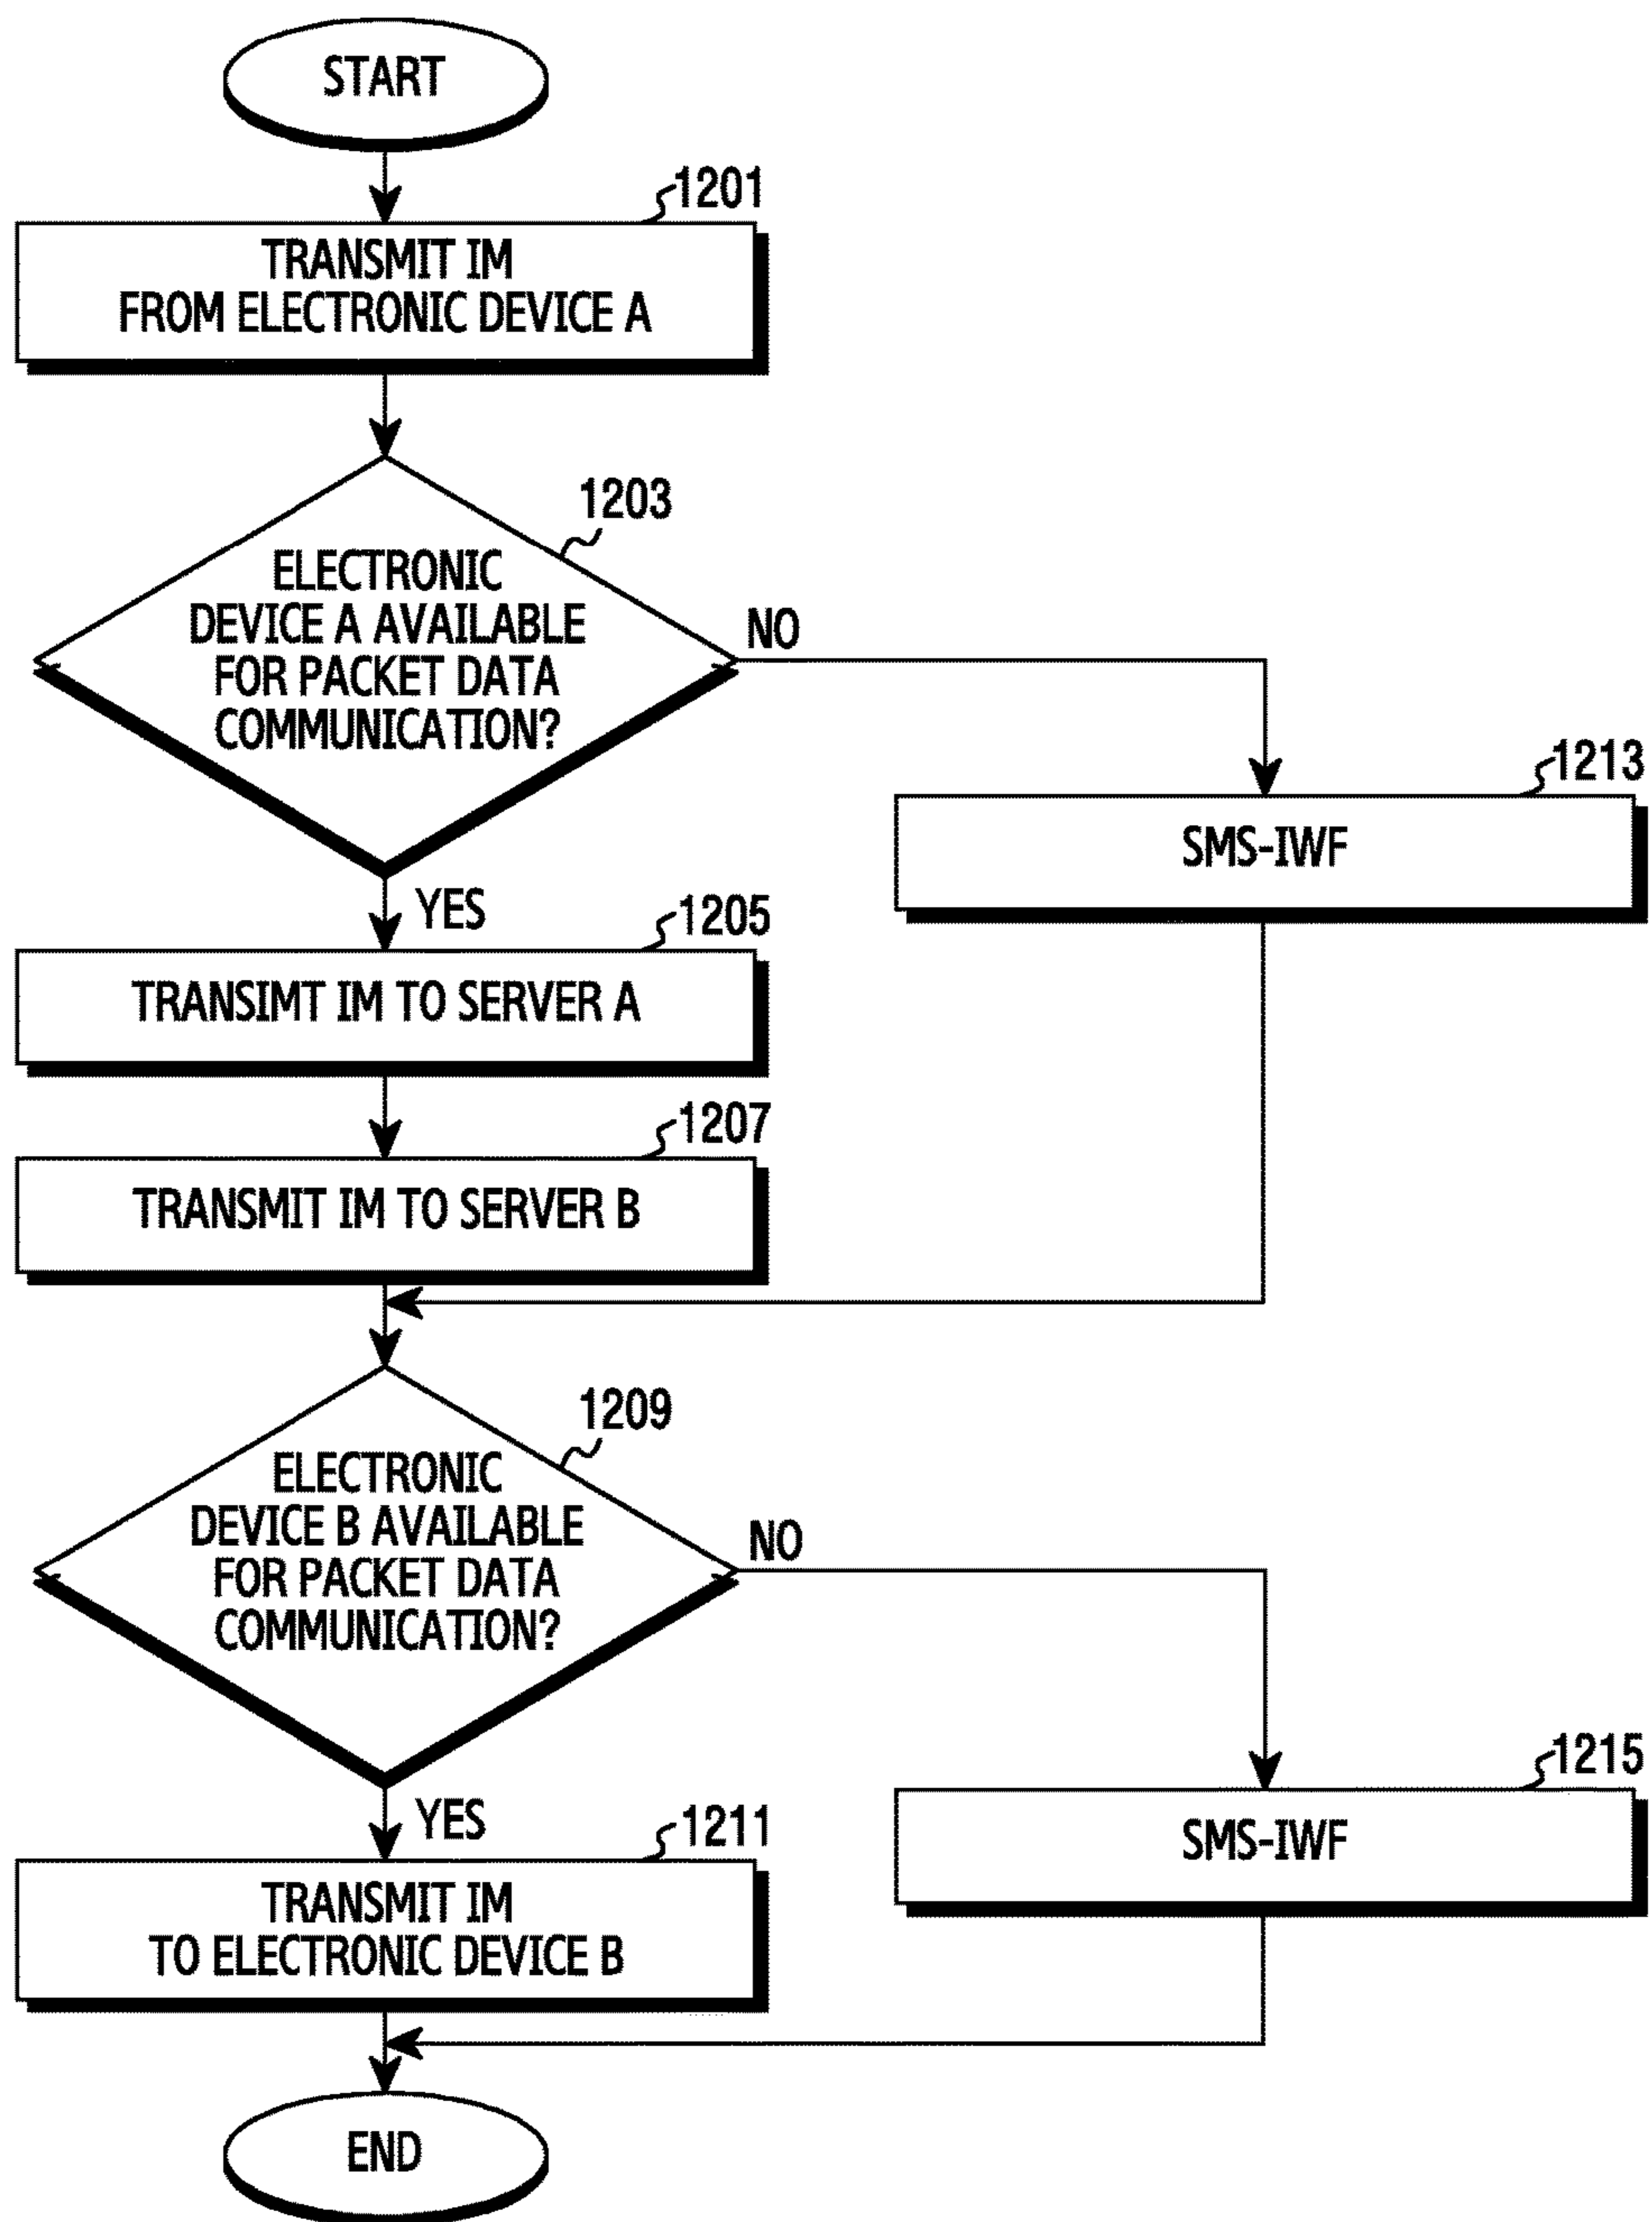 START
1201
TRANSMIT IM
FROM ELECTRONIC DEVICE A
1203
ELECTRONIC
DEVICE A AVAILABLE
FOR PACKET DATA
COMMUNICATION?
NO
1213
SMS-IWF
YES
1205
TRANSIMT IM TO SERVER A
1207
TRANSMIT IM TO SERVER B
1209
ELECTRONIC
DEVICE B AVAILABLE
FOR PACKET DATA
COMMUNICATION?
NO
1215
SMS-IWF
YES
1211
TRANSMIT IM
TO ELECTRONIC DEVICE B
END